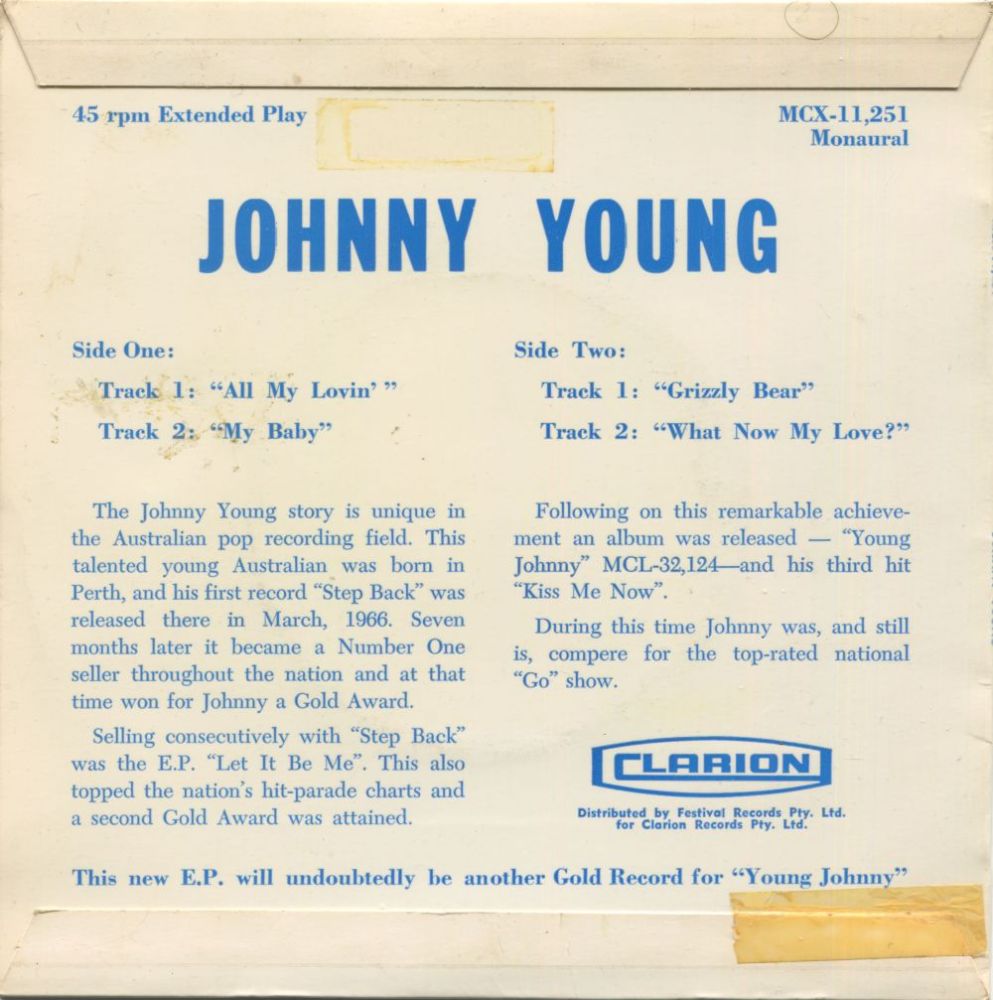 45 rpm Extended Play
MCX-11,251
Monaural
JOHNNY YOUNG
Side One:
Track 1: “All My Lovin’ ”
Track 2: “My Baby”
Side Two:
Track 1: “Grizzly Bear”
Track 2: “What Now My Love?”
The Johnny Young story is unique in
the Australian pop recording field. This
talented young Australian was born in
Perth, and his first record “Step Back” was
released there in March, 1966. Seven
months later it became a Number One
seller throughout the nation and at that
time won for Johnny a Gold Award.
Selling consecutively with “Step Back”
was the E.P. “Let It Be Me”. This also
topped the nation’s hit-parade charts and
a second Gold Award was attained.
Following on this remarkable achieve-
ment an album was released — “Young
Johnny” MCL-32,124—and his third hit
“Kiss Me Now”.
During this time Johnny was, and still
is, compere for the top-rated national
“Go” show.
CLARION
Distributed by Festival Records Pty. Ltd.
for Clarion Records Pty. Ltd.
This new E.P. will undoubtedly be another Gold Record for “Young Johnny”